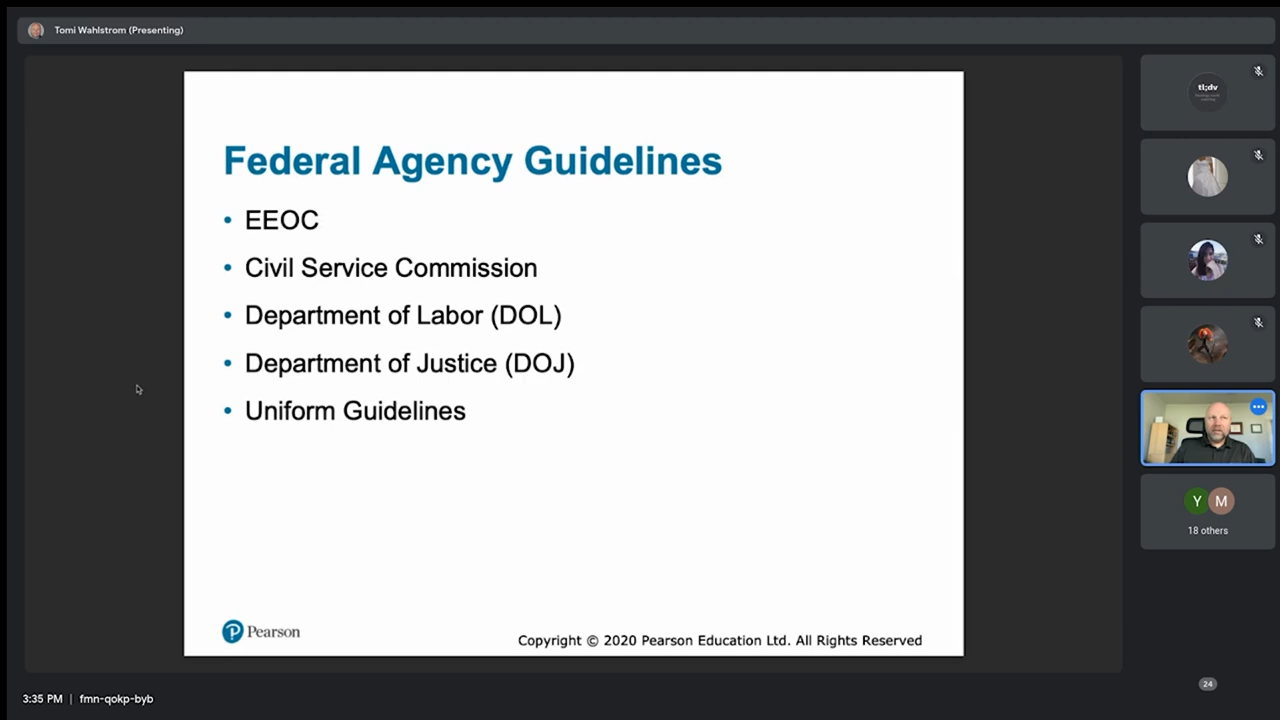 Tomi Wahlstrom (Presenting)
Federal Agency Guidelines
• EEOC
• Civil Service Commission
• Department of Labor (DOL)
• Department of Justice (DOJ)
• Uniform Guidelines
Pearson
Copyright © 2020 Pearson Education Ltd. All Rights Reserved
tl;dv
Y M
18 others
3:35 PM | fmn-qokp-byb
24